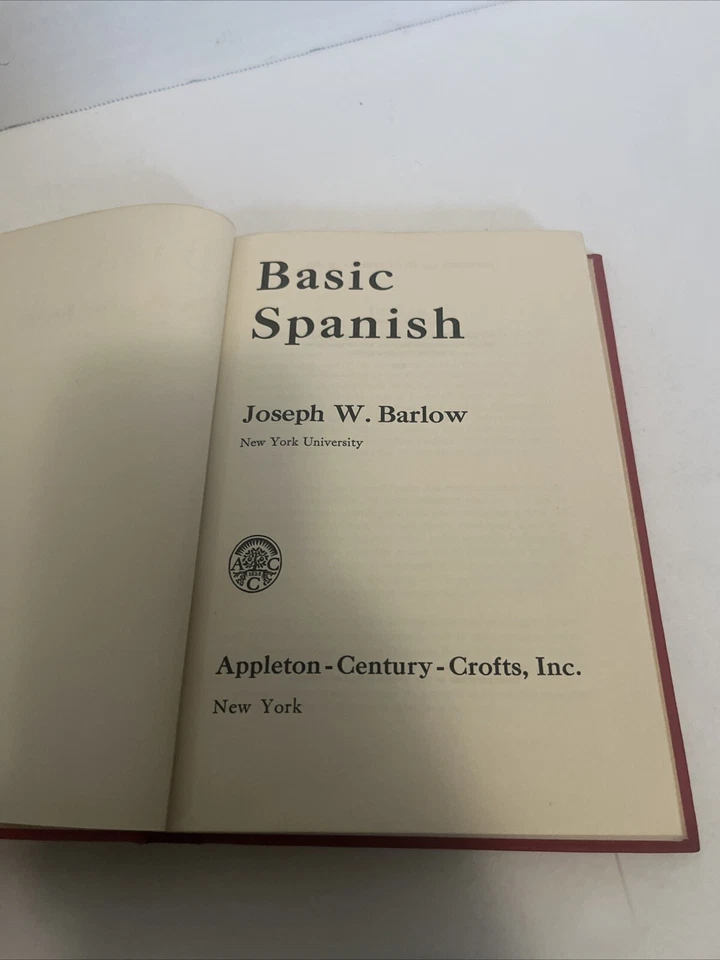 Basic
Spanish
Joseph W. Barlow
New York University
A C
C
Appleton-Century-Crofts, Inc.
New York